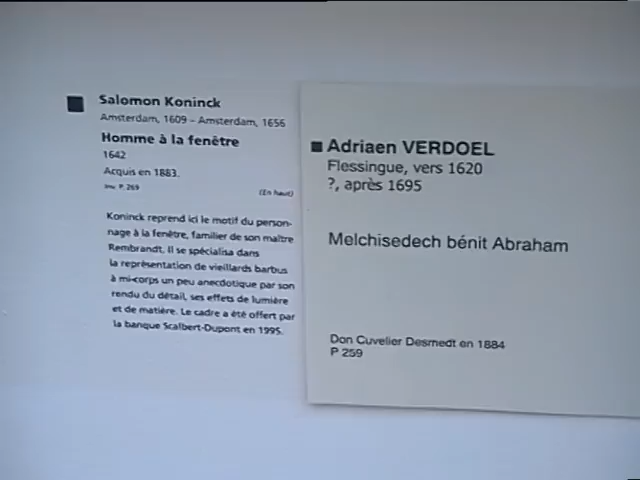 Salomon Koninck
Amsterdam, 1609 - Amsterdam, 1656
Homme à la fenêtre
1642
Acquis en 1883.
Inv. P. 269
(En haut)
Koninck reprend ici le motif du person-
nage à la fenêtre, familier de son maître
Rembrandt. Il se spécialisa dans
la représentation de vieillards barbus
à mi-corps un peu anecdotique par son
rendu du détail, ses effets de lumière
et de matière. Le cadre a été offert par
la banque Scalbert-Dupont en 1995.
Adriaen VERDOEL
Flessingue, vers 1620
?, après 1695
Melchisedech bénit Abraham
Don Cuvelier Desmedt en 1884
P 259